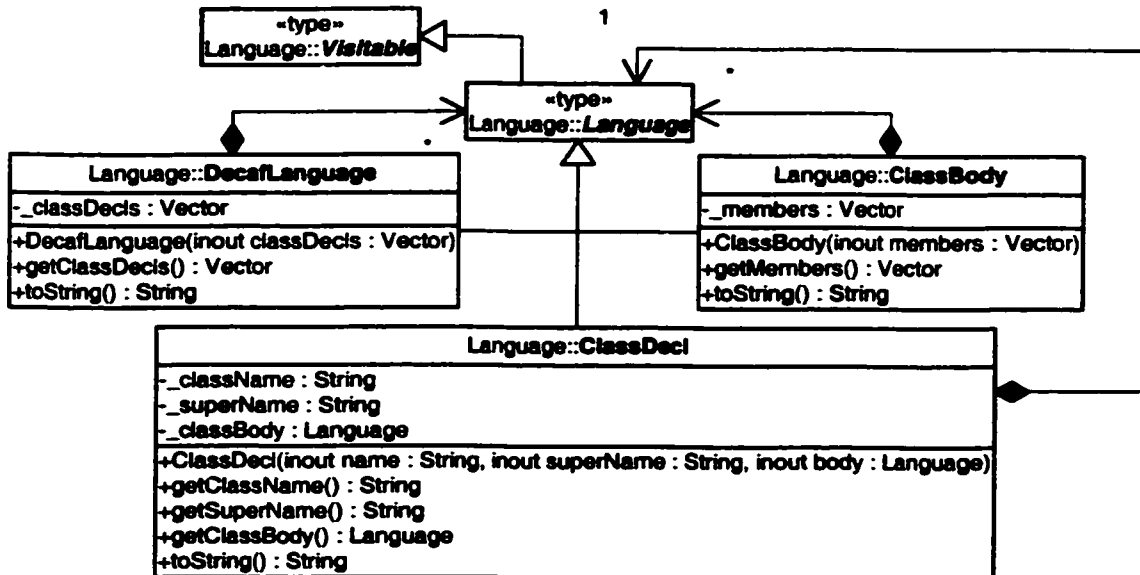 1
«type»
Language::Visitable
«type»
Language::Language
Language::DecafLanguage
-_classDecls : Vector
+DecafLanguage(inout classDecls : Vector)
+getClassDecls() : Vector
+toString() : String
Language::ClassBody
-_members : Vector
+ClassBody(inout members : Vector)
+getMembers() : Vector
+toString() : String
Language::ClassDecl
-_className : String
-_superName : String
-_classBody : Language
+ClassDecl(inout name : String, inout superName : String, inout body : Language)
+getClassName() : String
+getSuperName() : String
+getClassBody() : Language
+toString() : String